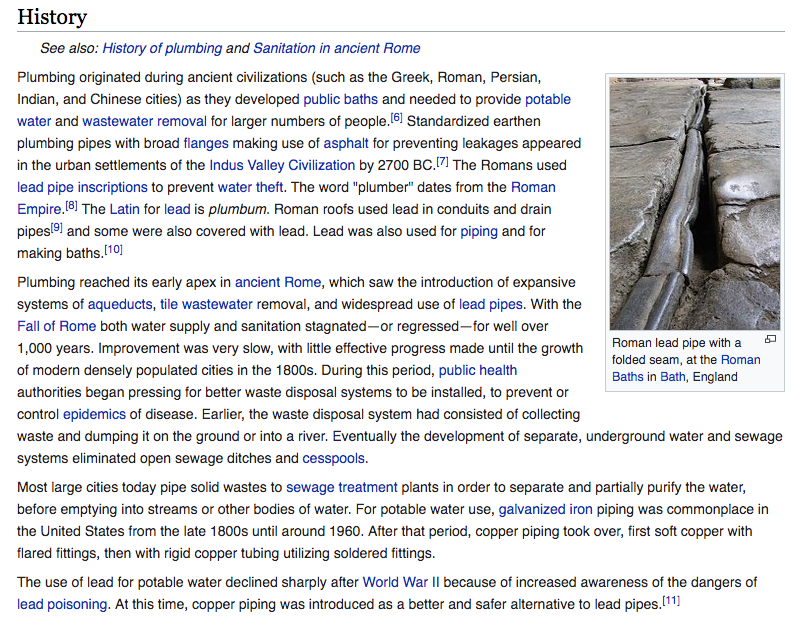 History
See also: History of plumbing and Sanitation in ancient Rome
Plumbing originated during ancient civilizations (such as the Greek, Roman, Persian,
Indian, and Chinese cities) as they developed public baths and needed to provide potable
water and wastewater removal for larger numbers of people.[6] Standardized earthen
plumbing pipes with broad flanges making use of asphalt for preventing leakages appeared
in the urban settlements of the Indus Valley Civilization by 2700 BC.[7] The Romans used
lead pipe inscriptions to prevent water theft. The word "plumber" dates from the Roman
Empire.[8] The Latin for lead is plumbum. Roman roofs used lead in conduits and drain
pipes[9] and some were also covered with lead. Lead was also used for piping and for
making baths.[10]
Plumbing reached its early apex in ancient Rome, which saw the introduction of expansive
systems of aqueducts, tile wastewater removal, and widespread use of lead pipes. With the
Fall of Rome both water supply and sanitation stagnated—or regressed—for well over
1,000 years. Improvement was very slow, with little effective progress made until the growth
of modern densely populated cities in the 1800s. During this period, public health
authorities began pressing for better waste disposal systems to be installed, to prevent or
control epidemics of disease. Earlier, the waste disposal system had consisted of collecting
waste and dumping it on the ground or into a river. Eventually the development of separate, underground water and sewage
systems eliminated open sewage ditches and cesspools.
Most large cities today pipe solid wastes to sewage treatment plants in order to separate and partially purify the water,
before emptying into streams or other bodies of water. For potable water use, galvanized iron piping was commonplace in
the United States from the late 1800s until around 1960. After that period, copper piping took over, first soft copper with
flared fittings, then with rigid copper tubing utilizing soldered fittings.
The use of lead for potable water declined sharply after World War II because of increased awareness of the dangers of
lead poisoning. At this time, copper piping was introduced as a better and safer alternative to lead pipes.[11]
Roman lead pipe with a
folded seam, at the Roman
Baths in Bath, England